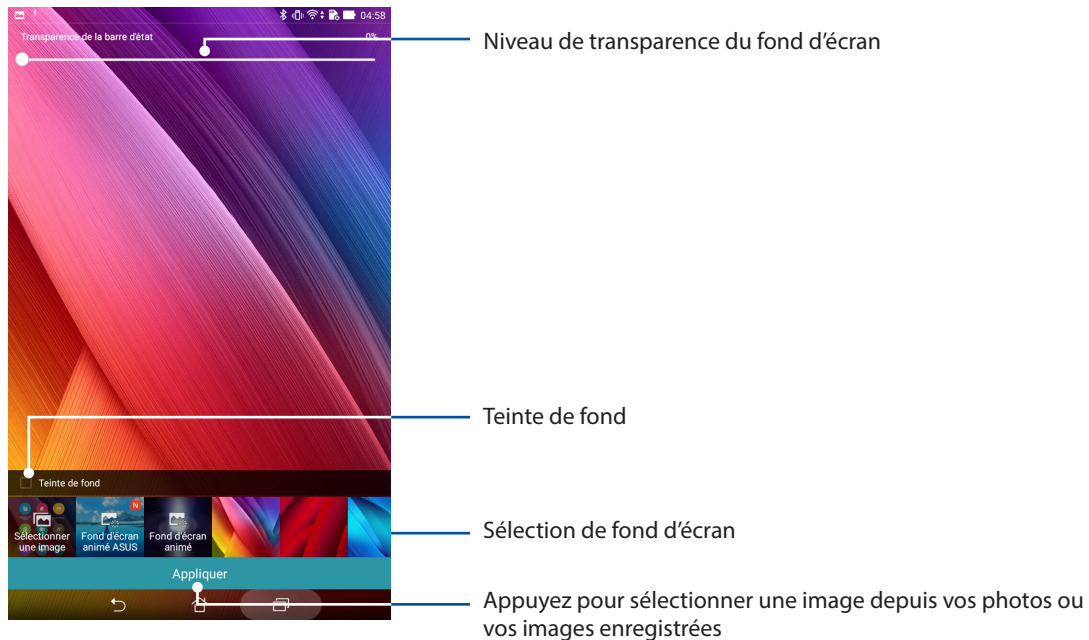 04:58
Transparence de la barre d'état 0%
Niveau de transparence du fond d'écran
Teinte de fond
Teinte de fond
N
Sélectionner une image
Fond d'écran animé ASUS
Fond d'écran animé
Sélection de fond d'écran
Appliquer
Appuyez pour sélectionner une image depuis vos photos ou
vos images enregistrées